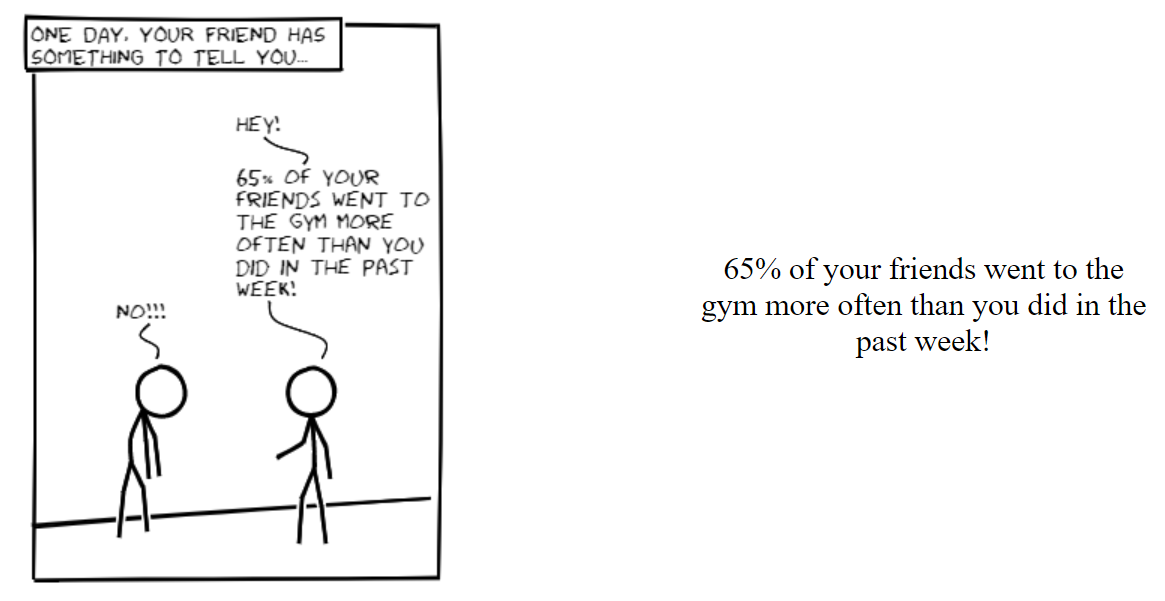 ONE DAY, YOUR FRIEND HAS
SOMETHING TO TELL YOU...
HEY!
65% OF YOUR
FRIENDS WENT TO
THE GYM MORE
OFTEN THAN YOU
DID IN THE PAST
WEEK!
NO!!!
65% of your friends went to the
gym more often than you did in the
past week!